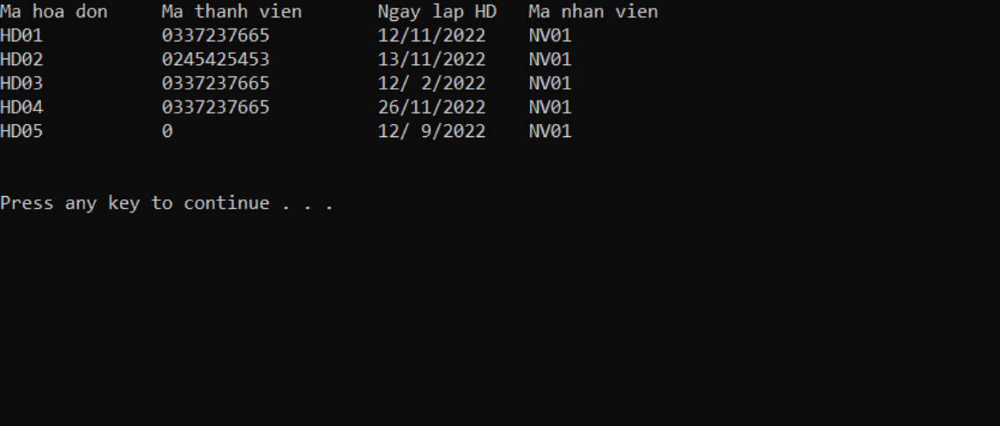 Ma hoa don     Ma thanh vien       Ngay lap HD   Ma nhan vien
HD01           0337237665          12/11/2022    NV01
HD02           0245425453          13/11/2022    NV01
HD03           0337237665          12/ 2/2022    NV01
HD04           0337237665          26/11/2022    NV01
HD05           0                   12/ 9/2022    NV01
Press any key to continue . . .